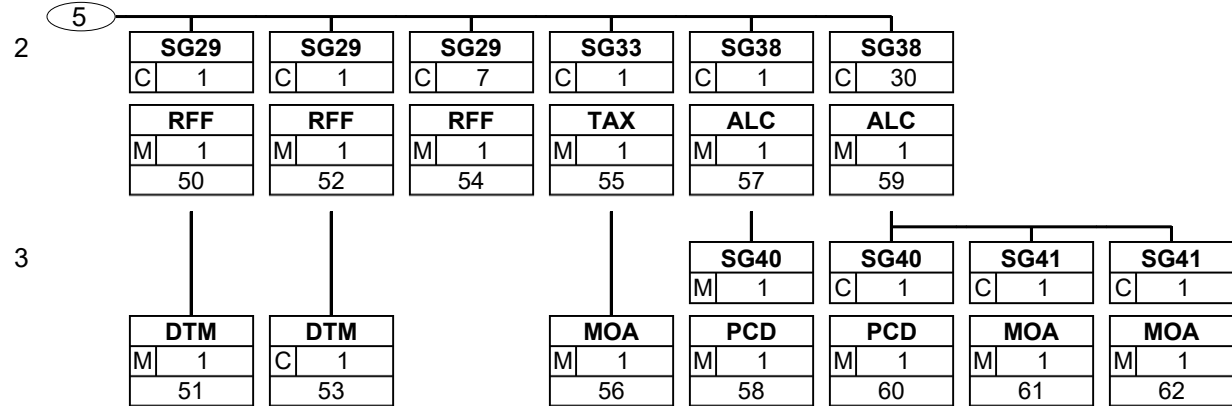 5
2 SG29 SG29 SG29 SG33 SG38 SG38
C 1 C 1 C 7 C 1 C 1 C 30
RFF RFF RFF TAX ALC ALC
M 1 M 1 M 1 M 1 M 1 M 1
50 52 54 55 57 59
3 SG40 SG40 SG41 SG41
M 1 C 1 C 1 C 1
DTM DTM MOA PCD PCD MOA MOA
M 1 C 1 M 1 M 1 M 1 M 1 M 1
51 53 56 58 60 61 62